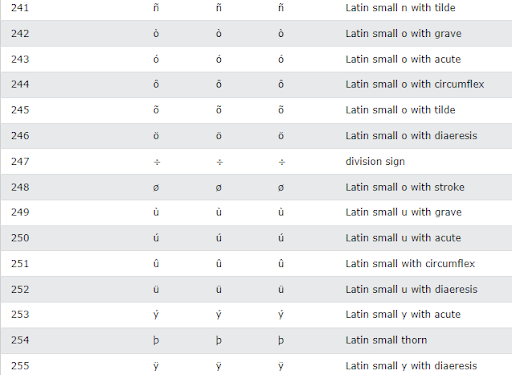 241 ñ ñ ñ Latin small n with tilde
242 ò ò ò Latin small o with grave
243 ó ó ó Latin small o with acute
244 ô ô ô Latin small o with circumflex
245 õ õ õ Latin small o with tilde
246 ö ö ö Latin small o with diaeresis
247 ÷ ÷ ÷ division sign
248 ø ø ø Latin small o with stroke
249 ù ù ù Latin small u with grave
250 ú ú ú Latin small u with acute
251 û û û Latin small with circumflex
252 ü ü ü Latin small u with diaeresis
253 ý ý ý Latin small y with acute
254 þ þ þ Latin small thorn
255 ÿ ÿ ÿ Latin small y with diaeresis